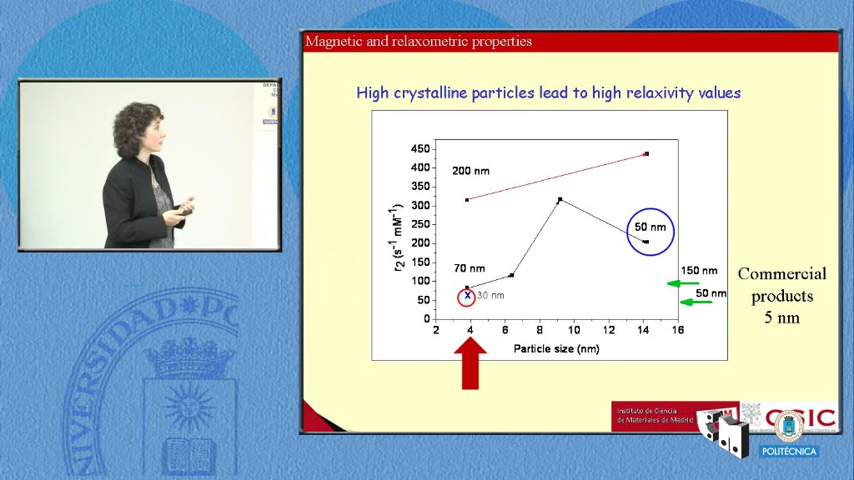 Magnetic and relaxometric properties
High crystalline particles lead to high relaxivity values
450
400
350
300
250
200
150
100
50
0
r2 (s-1 mM-1)
200 nm
50 nm
70 nm
30 nm
150 nm
50 nm
2 4 6 8 10 12 14 16
Particle size (nm)
Commercial
products
5 nm
Instituto de Ciencia
de Materiales de Madrid
CSIC
POLITÉCNICA
UNIVERSIDAD PO